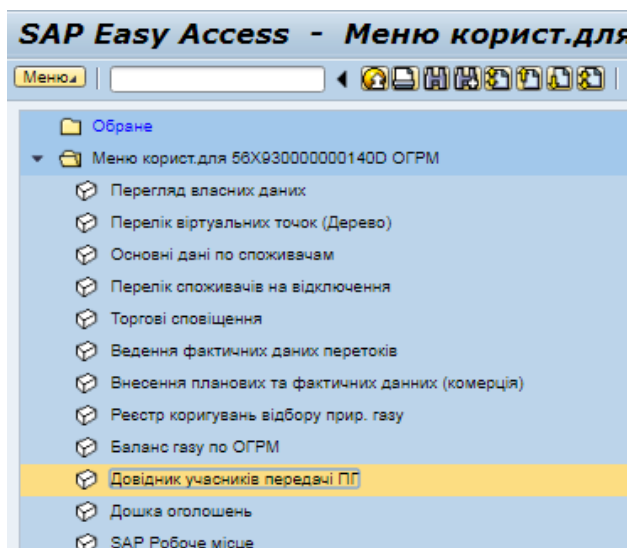 SAP Easy Access - Меню корист.для
Меню
Обране
Меню корист.для 56X930000000140D ОГРМ
Перегляд власних даних
Перелік віртуальних точок (Дерево)
Основні дані по споживачам
Перелік споживачів на відключення
Торгові сповіщення
Ведення фактичних даних перетоків
Внесення планових та фактичних данних (комерція)
Реєстр коригувань відбору прир. газу
Баланс газу по ОГРМ
Довідник учасників передачі ПГ
Дошка оголошень
SAP Робоче місце